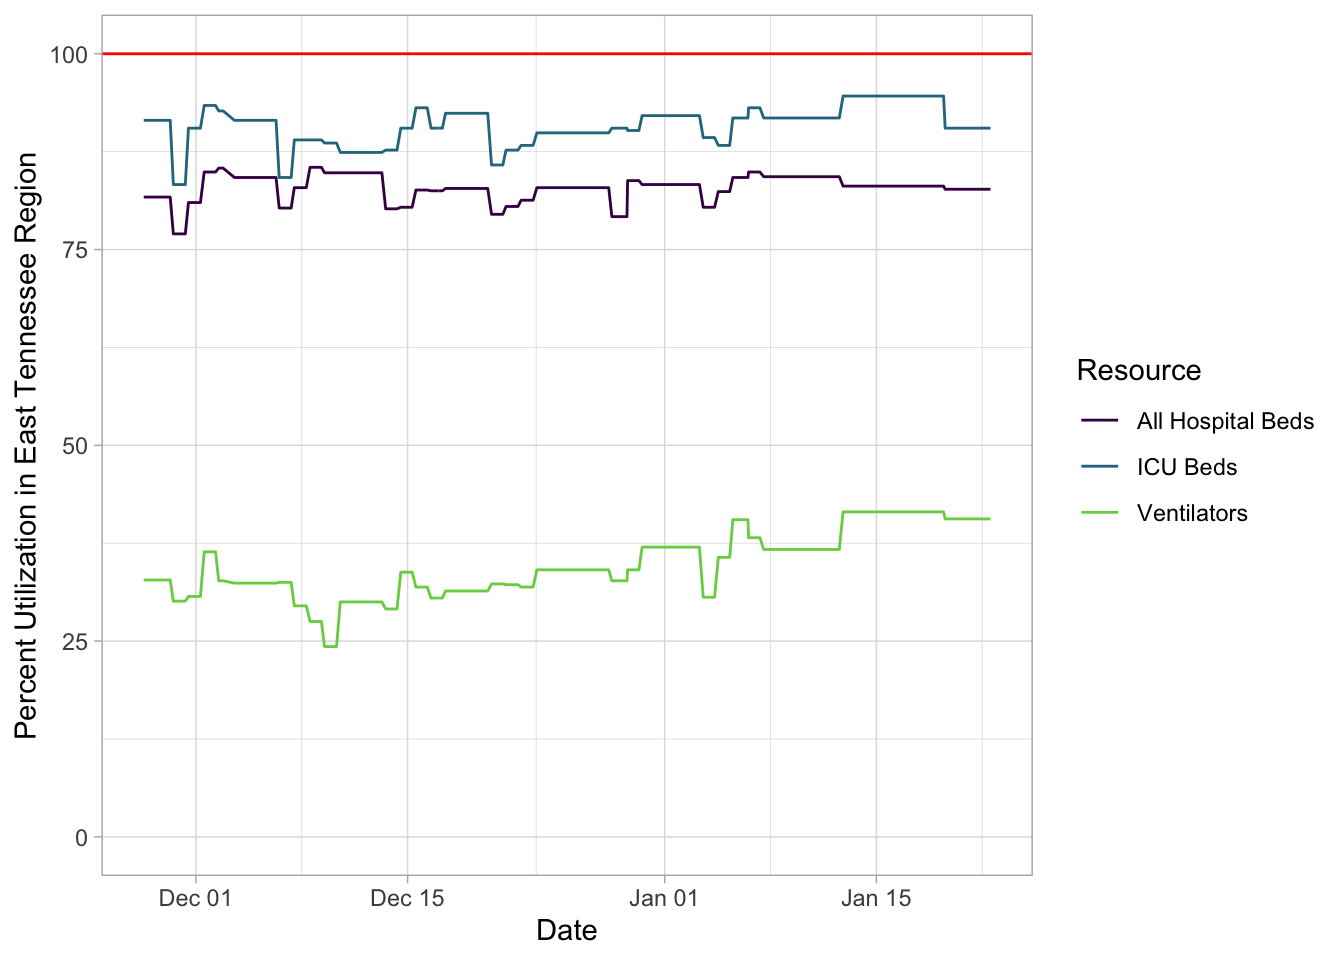 Percent Utilization in East Tennessee Region
100
75
50
25
0
Dec 01
Dec 15
Jan 01
Jan 15
Date
Resource
All Hospital Beds
ICU Beds
Ventilators